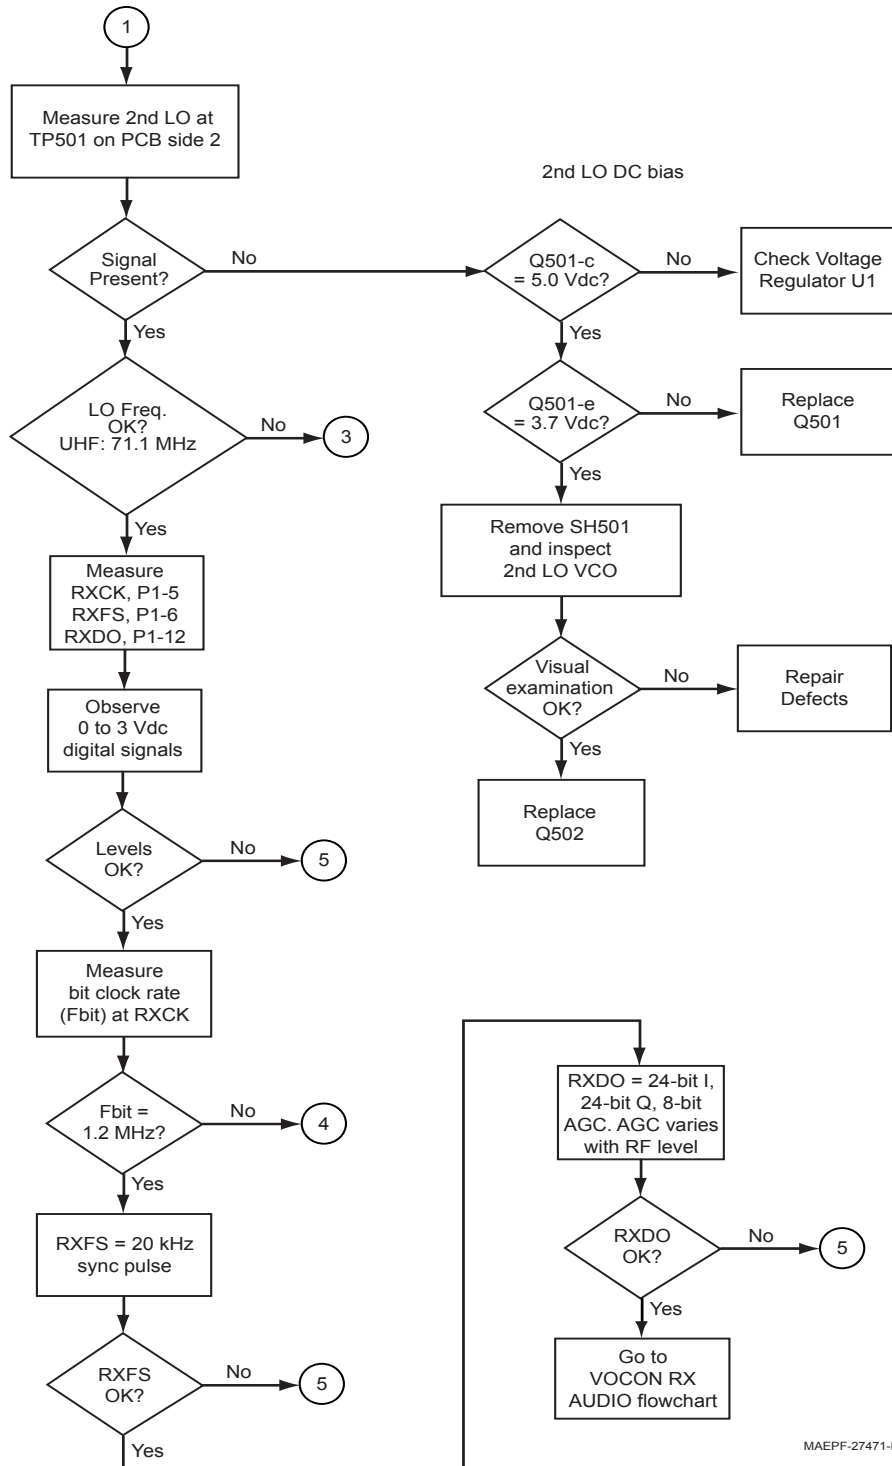 1
Measure 2nd LO at
TP501 on PCB side 2
2nd LO DC bias
Signal
Present?
No
Yes
Q501-c
= 5.0 Vdc?
No
Yes
Check Voltage
Regulator U1
LO Freq.
OK?
UHF: 71.1 MHz
No
3
Yes
Q501-e
= 3.7 Vdc?
No
Yes
Replace
Q501
Remove SH501
and inspect
2nd LO VCO
Measure
RXCK, P1-5
RXFS, P1-6
RXDO, P1-12
Visual
examination
OK?
No
Yes
Repair
Defects
Observe
0 to 3 Vdc
digital signals
Replace
Q502
Levels
OK?
No
5
Yes
Measure
bit clock rate
(Fbit) at RXCK
Fbit =
1.2 MHz?
No
4
Yes
RXFS = 20 kHz
sync pulse
RXFS
OK?
No
5
Yes
RXDO = 24-bit I,
24-bit Q, 8-bit
AGC. AGC varies
with RF level
RXDO
OK?
No
5
Yes
Go to
VOCON RX
AUDIO flowchart